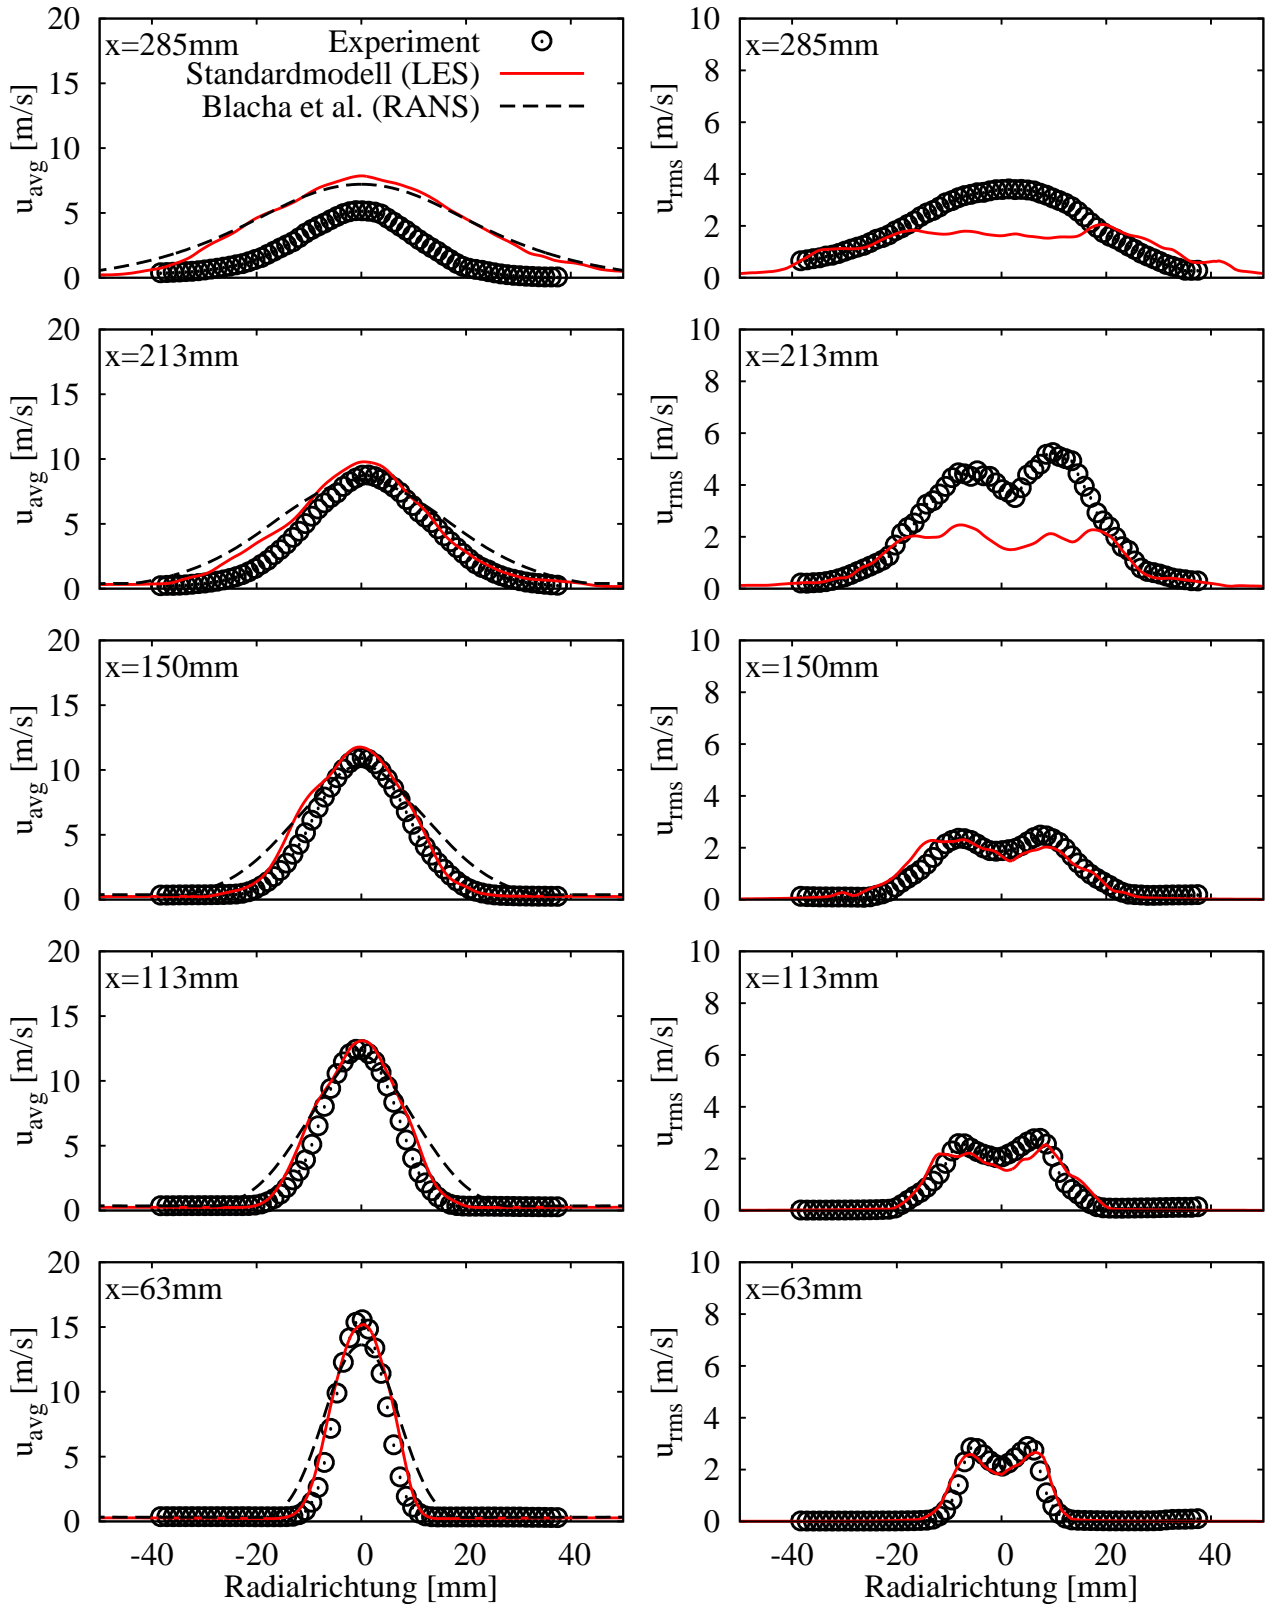 20
15
10
5
0
u_avg [m/s]
x=285mm
Experiment
Standardmodell (LES)
Blacha et al. (RANS)
10
8
6
4
2
0
u_rms [m/s]
x=285mm
20
15
10
5
0
u_avg [m/s]
x=213mm
10
8
6
4
2
0
u_rms [m/s]
x=213mm
20
15
10
5
0
u_avg [m/s]
x=150mm
10
8
6
4
2
0
u_rms [m/s]
x=150mm
20
15
10
5
0
u_avg [m/s]
x=113mm
10
8
6
4
2
0
u_rms [m/s]
x=113mm
20
15
10
5
0
u_avg [m/s]
x=63mm
-40 -20 0 20 40
Radialrichtung [mm]
10
8
6
4
2
0
u_rms [m/s]
x=63mm
-40 -20 0 20 40
Radialrichtung [mm]